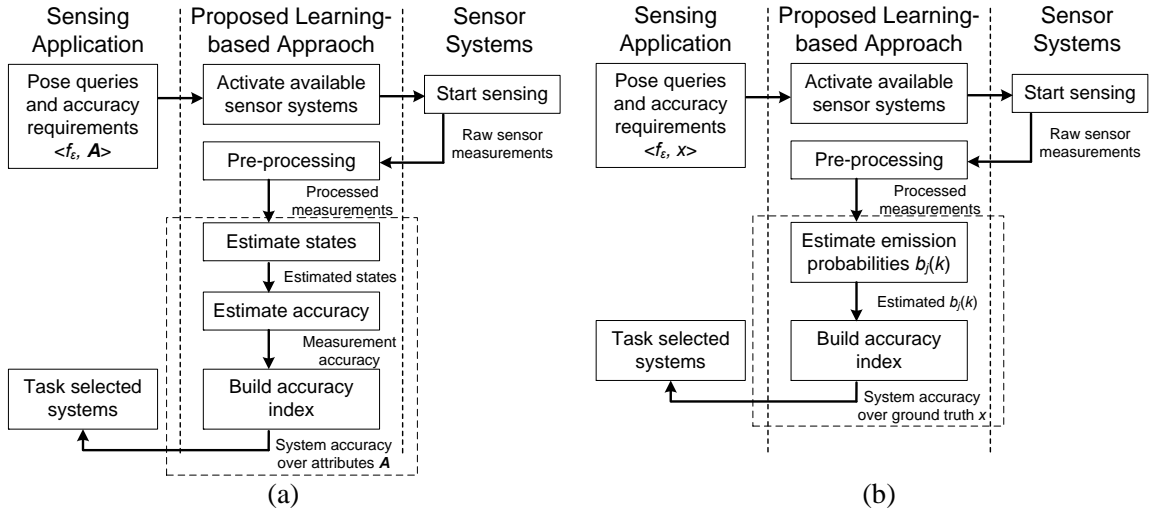 Sensing
Application
Proposed Learning-
based Appraoch
Sensor
Systems
Pose queries
and accuracy
requirements
<fε, A>
Activate available
sensor systems
Start sensing
Raw sensor
measurements
Pre-processing
Processed
measurements
Estimate states
Estimated states
Estimate accuracy
Measurement
accuracy
Task selected
systems
Build accuracy
index
System accuracy
over attributes A
(a)
Sensing
Application
Proposed Learning-
based Approach
Sensor
Systems
Pose queries
and accuracy
requirements
<fε, x>
Activate available
sensor systems
Start sensing
Raw sensor
measurements
Pre-processing
Processed
measurements
Estimate emission
probabilities bj(k)
Estimated bj(k)
Task selected
systems
Build accuracy
index
System accuracy
over ground truth x
(b)